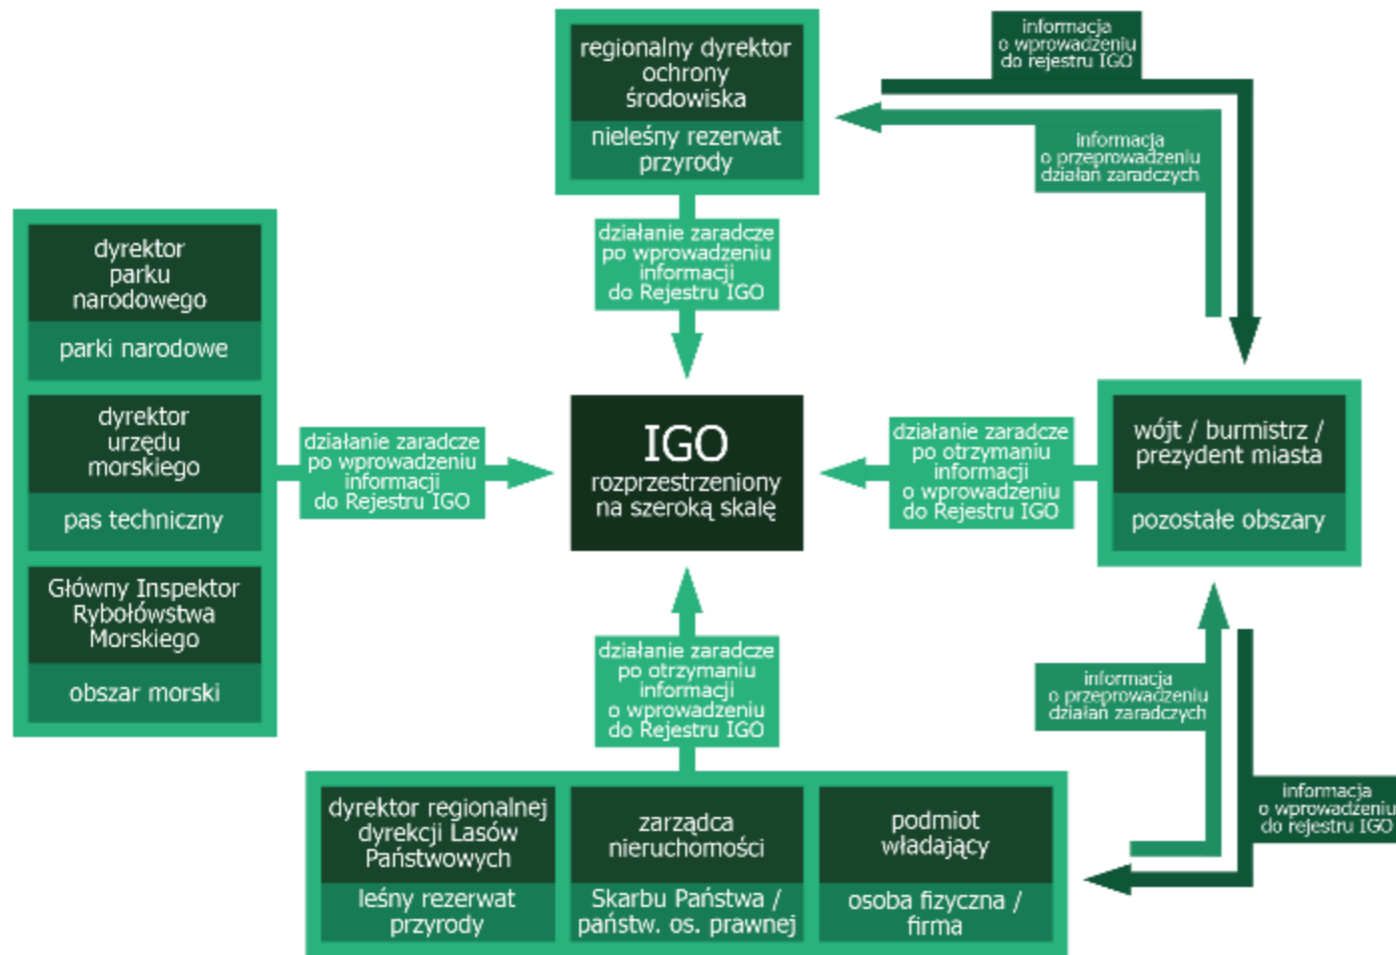 regionalny dyrektor
ochrony
środowiska
nieleśny rezerwat
przyrody
informacja
o wprowadzeniu
do rejestru IGO
informacja
o przeprowadzeniu
działań zaradczych
działanie zaradcze
po wprowadzeniu
informacji
do Rejestru IGO
dyrektor
parku
narodowego
parki narodowe
dyrektor
urzędu
morskiego
pas techniczny
Główny Inspektor
Rybołówstwa
Morskiego
obszar morski
działanie zaradcze
po wprowadzeniu
informacji
do Rejestru IGO
IGO
rozprzestrzeniony
na szeroką skalę
działanie zaradcze
po otrzymaniu
informacji
o wprowadzeniu
do Rejestru IGO
wójt / burmistrz /
prezydent miasta
pozostałe obszary
działanie zaradcze
po otrzymaniu
informacji
o wprowadzeniu
do Rejestru IGO
informacja
o przeprowadzeniu
działań zaradczych
informacja
o wprowadzeniu
do rejestru IGO
dyrektor regionalnej
dyrekcji Lasów
Państwowych
leśny rezerwat
przyrody
zarządca
nieruchomości
Skarbu Państwa /
państw. os. prawnej
podmiot
władający
osoba fizyczna /
firma